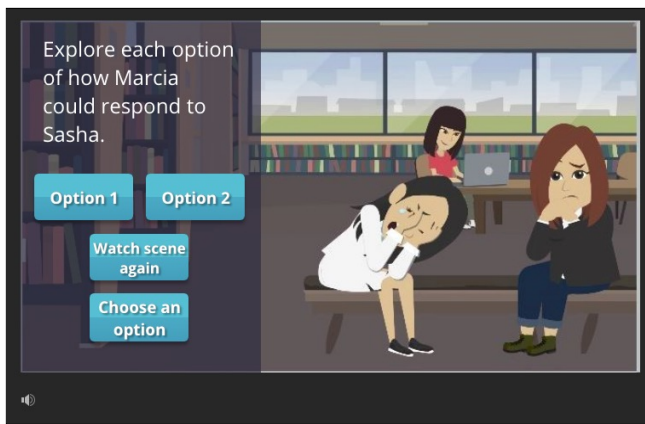 Explore each option
of how Marcia
could respond to
Sasha.
Option 1
Option 2
Watch scene
again
Choose an
option